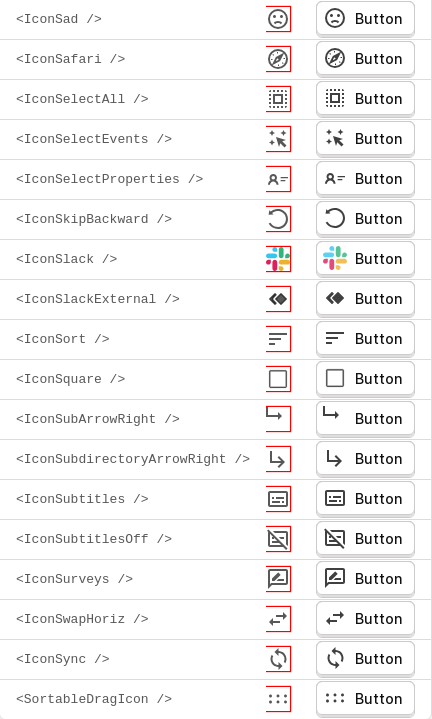 <IconSad /> Button
<IconSafari /> Button
<IconSelectAll /> Button
<IconSelectEvents /> Button
<IconSelectProperties /> Button
<IconSkipBackward /> Button
<IconSlack /> Button
<IconSlackExternal /> Button
<IconSort /> Button
<IconSquare /> Button
<IconSubArrowRight /> Button
<IconSubdirectoryArrowRight /> Button
<IconSubtitles /> Button
<IconSubtitlesOff /> Button
<IconSurveys /> Button
<IconSwapHoriz /> Button
<IconSync /> Button
<SortableDragIcon /> Button